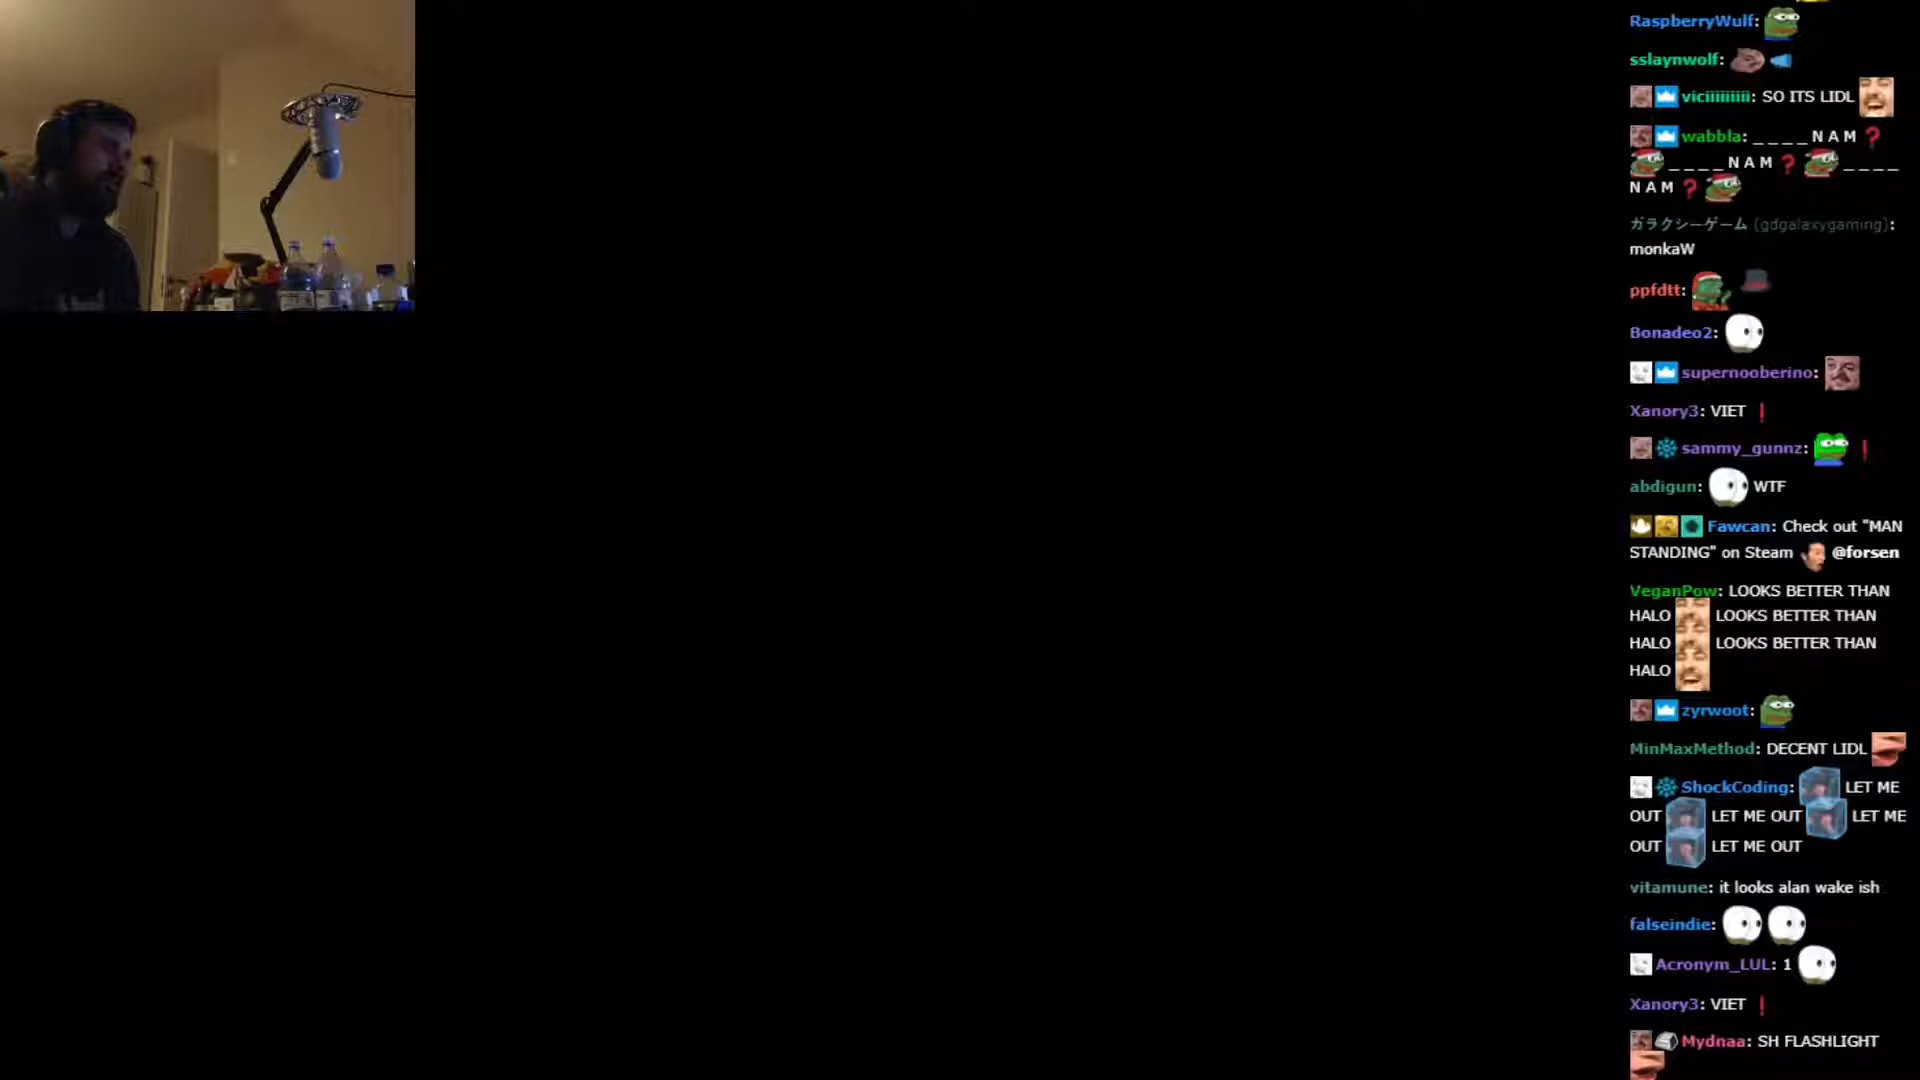 RaspberryWulf:
sslaynwolf:
viciiiiiiiii: SO ITS LIDL
wabbla: _ _ _ _ N A M ❓
_ _ _ _ N A M ❓ _ _ _ _
N A M ❓
ガラクシーゲーム (gdgalaxygaming):
monkaW
ppfdtt:
Bonadeo2:
supernooberino:
Xanory3: VIET ❗
sammy_gunnz: ❗
abdigun: WTF
Fawcan: Check out "MAN
STANDING" on Steam @forsen
VeganPow: LOOKS BETTER THAN
HALO LOOKS BETTER THAN
HALO LOOKS BETTER THAN
HALO
zyrwoot:
MinMaxMethod: DECENT LIDL
ShockCoding: LET ME
OUT LET ME OUT LET ME
OUT LET ME OUT
vitamune: it looks alan wake ish
falseindie:
Acronym_LUL: 1
Xanory3: VIET ❗
Mydnaa: SH FLASHLIGHT